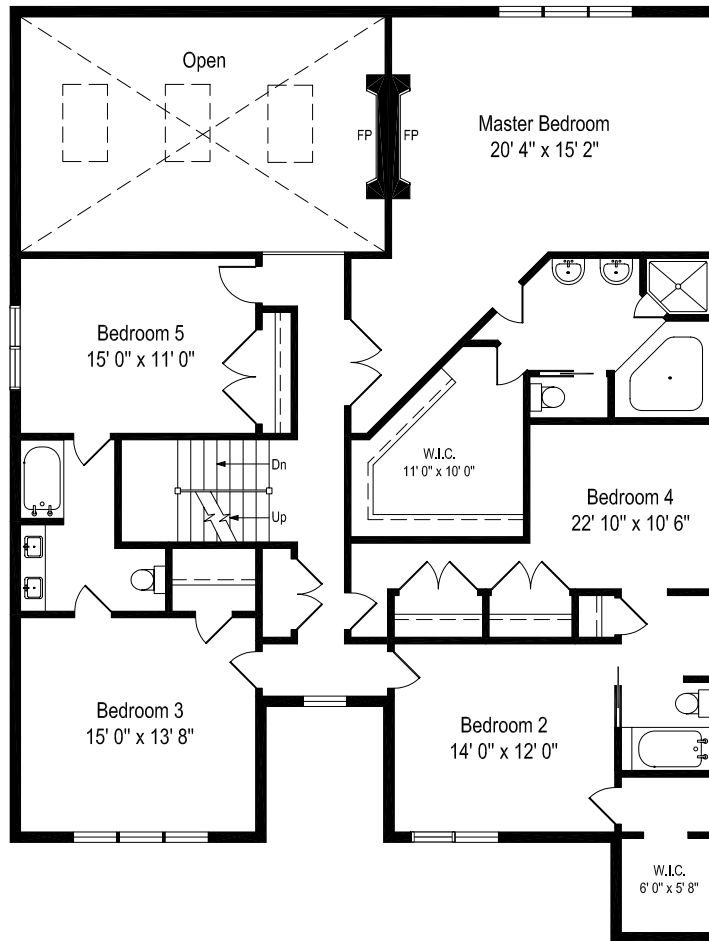 Open
FP
FP
Master Bedroom
20' 4" x 15' 2"
Bedroom 5
15' 0" x 11' 0"
W.I.C.
11' 0" x 10' 0"
Dn
Up
Bedroom 4
22' 10" x 10' 6"
Bedroom 3
15' 0" x 13' 8"
Bedroom 2
14' 0" x 12' 0"
W.I.C.
6' 0" x 5' 8"